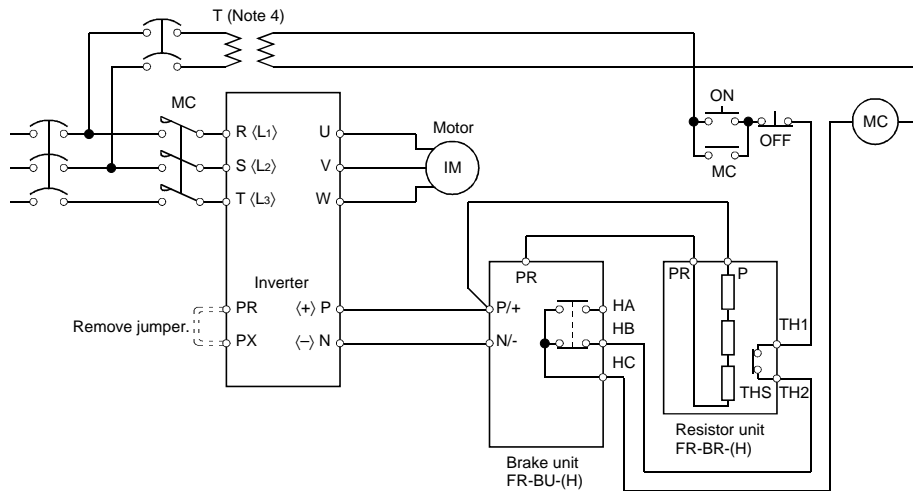 T (Note 4)
MC
R ⟨L1⟩
S ⟨L2⟩
T ⟨L3⟩
U
V
W
Motor
IM
ON
OFF
MC
MC
Inverter
Remove jumper.
PR
PX
⟨+⟩ P
⟨–⟩ N
PR
P/+
N/-
HA
HB
HC
Brake unit
FR-BU-(H)
PR
P
TH1
THS
TH2
Resistor unit
FR-BR-(H)